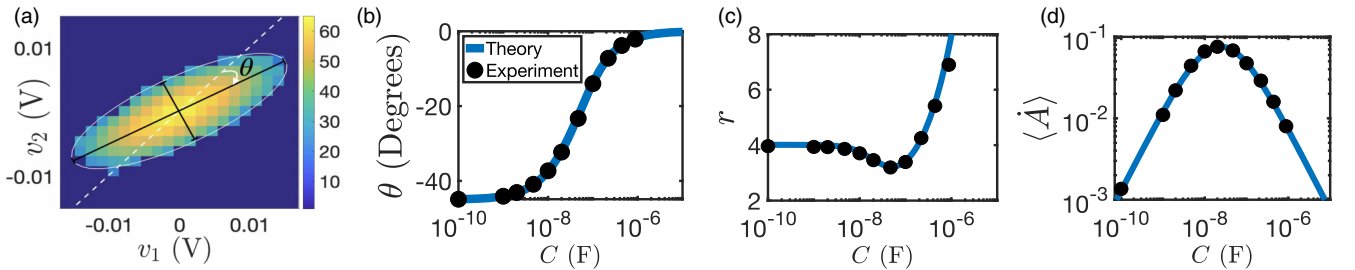 (a)
0.01
-0.01
v₂ (V)
-0.01 0 0.01
v₁ (V)
θ
60
50
40
30
20
10
(b)
Theory
Experiment
0
-20
-40
θ (Degrees)
10⁻¹⁰ 10⁻⁸ 10⁻⁶
C (F)
(c)
8
6
4
2
r
10⁻¹⁰ 10⁻⁸ 10⁻⁶
C (F)
(d)
10⁻¹
10⁻²
10⁻³
⟨Ȧ⟩
10⁻¹⁰ 10⁻⁸ 10⁻⁶
C (F)